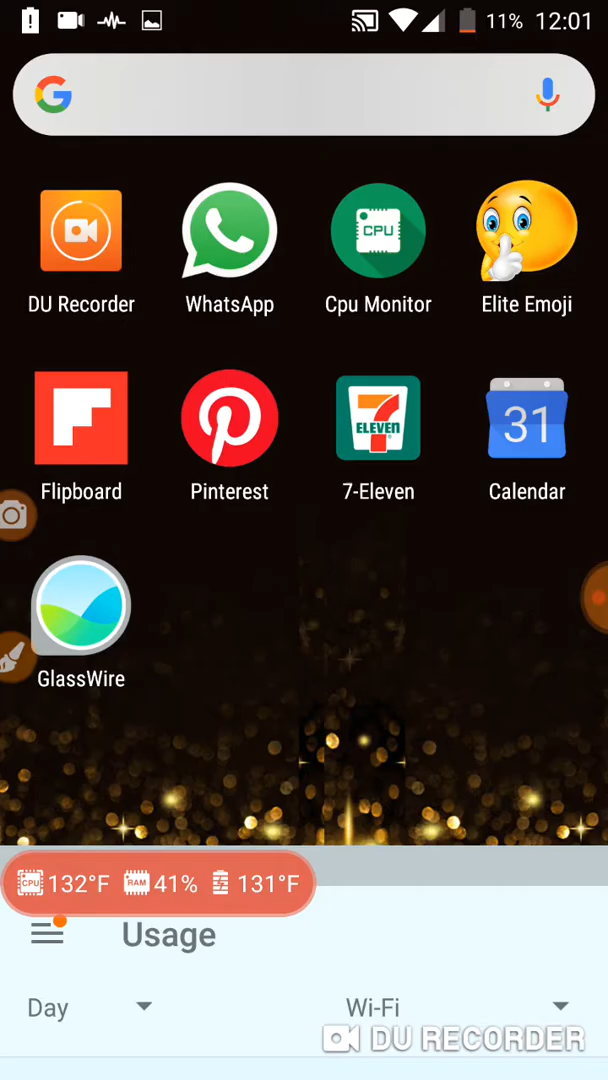 11% 12:01
G
DU Recorder
WhatsApp
CPU
Cpu Monitor
Elite Emoji
Flipboard
Pinterest
7 ELEVEN
7-Eleven
31
Calendar
GlassWire
CPU 132°F RAM 41% 131°F
Usage
Day Wi-Fi
DU RECORDER